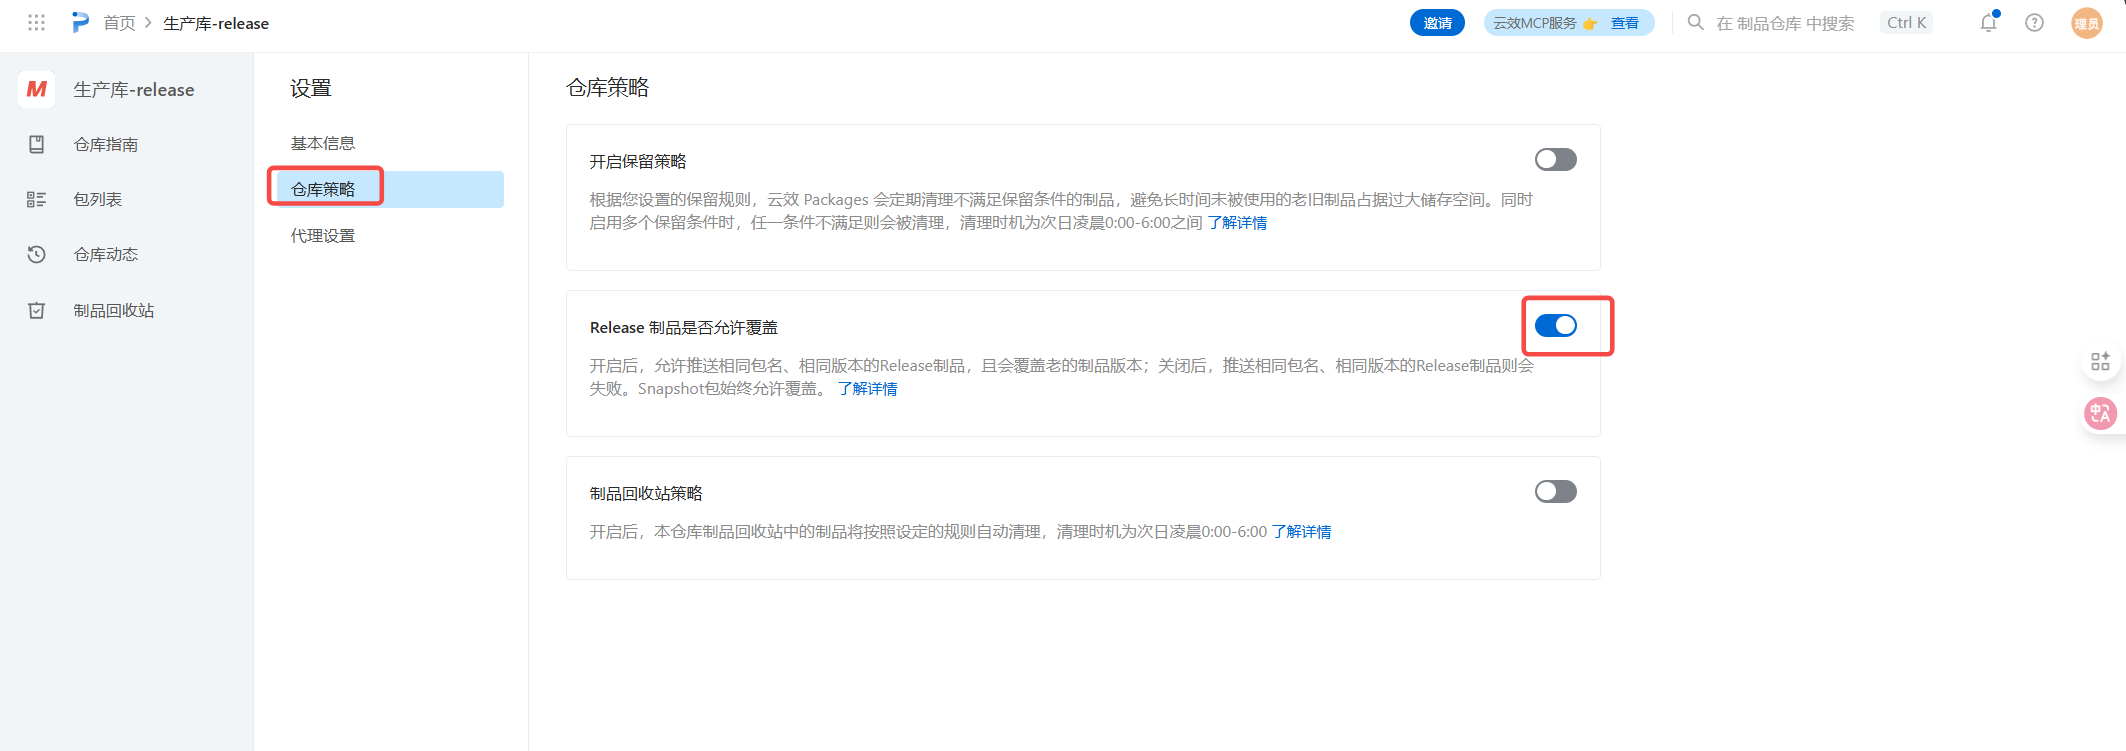 首页 > 生产库-release
邀请
云效MCP服务 👉 查看
在 制品仓库 中搜索
Ctrl K
理员
M 生产库-release
仓库指南
包列表
仓库动态
制品回收站
设置
基本信息
仓库策略
代理设置
仓库策略
开启保留策略
根据您设置的保留规则，云效 Packages 会定期清理不满足保留条件的制品，避免长时间未被使用的老旧制品占据过大储存空间。同时
启用多个保留条件时，任一条件不满足则会被清理，清理时机为次日凌晨0:00-6:00之间 了解详情
Release 制品是否允许覆盖
开启后，允许推送相同包名、相同版本的Release制品，且会覆盖老的制品版本；关闭后，推送相同包名、相同版本的Release制品则会
失败。Snapshot包始终允许覆盖。 了解详情
制品回收站策略
开启后，本仓库制品回收站中的制品将按照设定的规则自动清理，清理时机为次日凌晨0:00-6:00 了解详情
中A